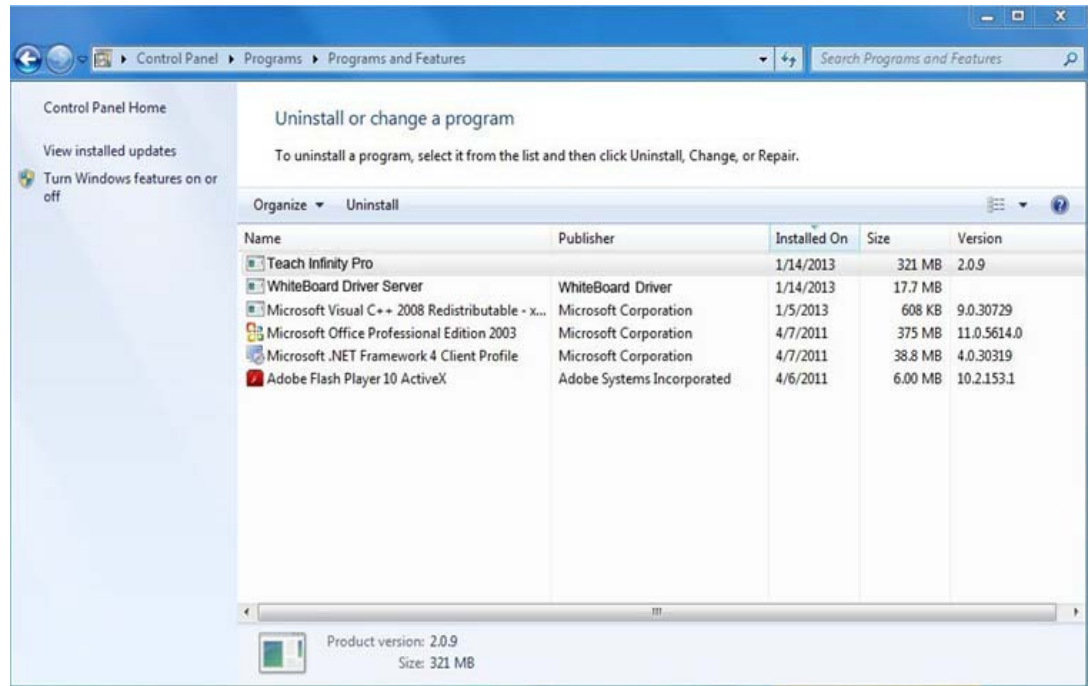 Control Panel Programs Programs and Features Search Programs and Features
Control Panel Home
View installed updates
Turn Windows features on or
off
Uninstall or change a program
To uninstall a program, select it from the list and then click Uninstall, Change, or Repair.
Organize Uninstall
Name Publisher Installed On Size Version
Teach Infinity Pro 1/14/2013 321 MB 2.0.9
WhiteBoard Driver Server WhiteBoard Driver 1/14/2013 17.7 MB
Microsoft Visual C++ 2008 Redistributable - x... Microsoft Corporation 1/5/2013 608 KB 9.0.30729
Microsoft Office Professional Edition 2003 Microsoft Corporation 4/7/2011 375 MB 11.0.5614.0
Microsoft .NET Framework 4 Client Profile Microsoft Corporation 4/7/2011 38.8 MB 4.0.30319
Adobe Flash Player 10 ActiveX Adobe Systems Incorporated 4/6/2011 6.00 MB 10.2.153.1
Product version: 2.0.9
Size: 321 MB